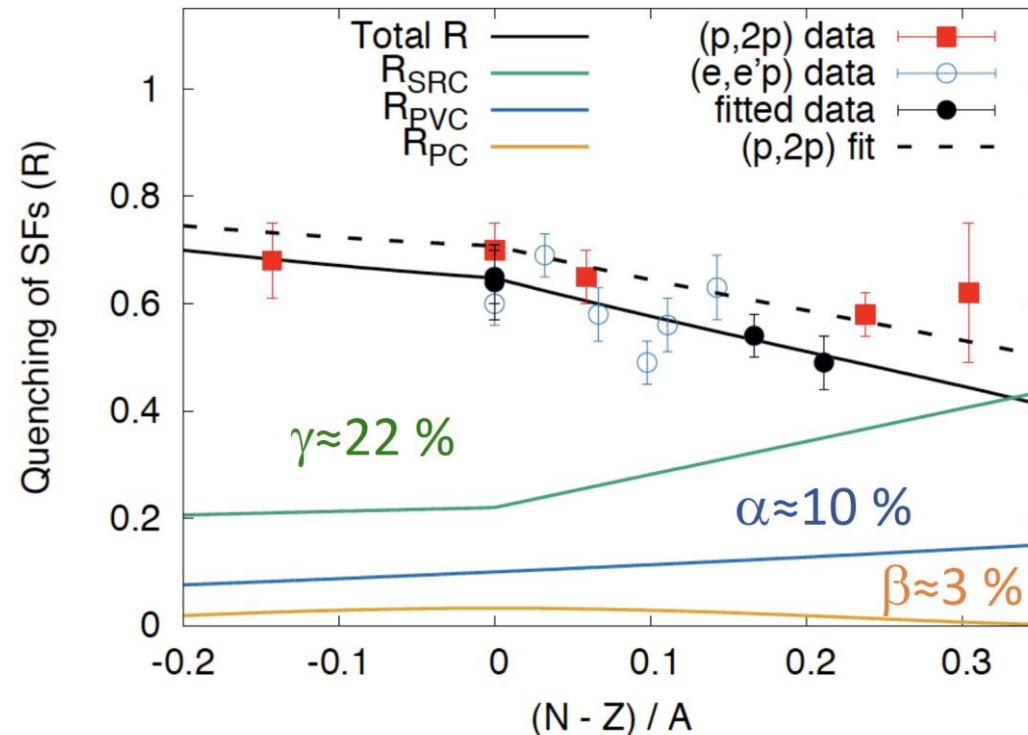 Total R
R_SRC
R_PVC
R_PC
(p,2p) data
(e,e'p) data
fitted data
(p,2p) fit
Quenching of SFs (R)
1
0.8
0.6
0.4
0.2
0
γ≈22 %
α≈10 %
β≈3 %
-0.2 -0.1 0 0.1 0.2 0.3
(N - Z) / A